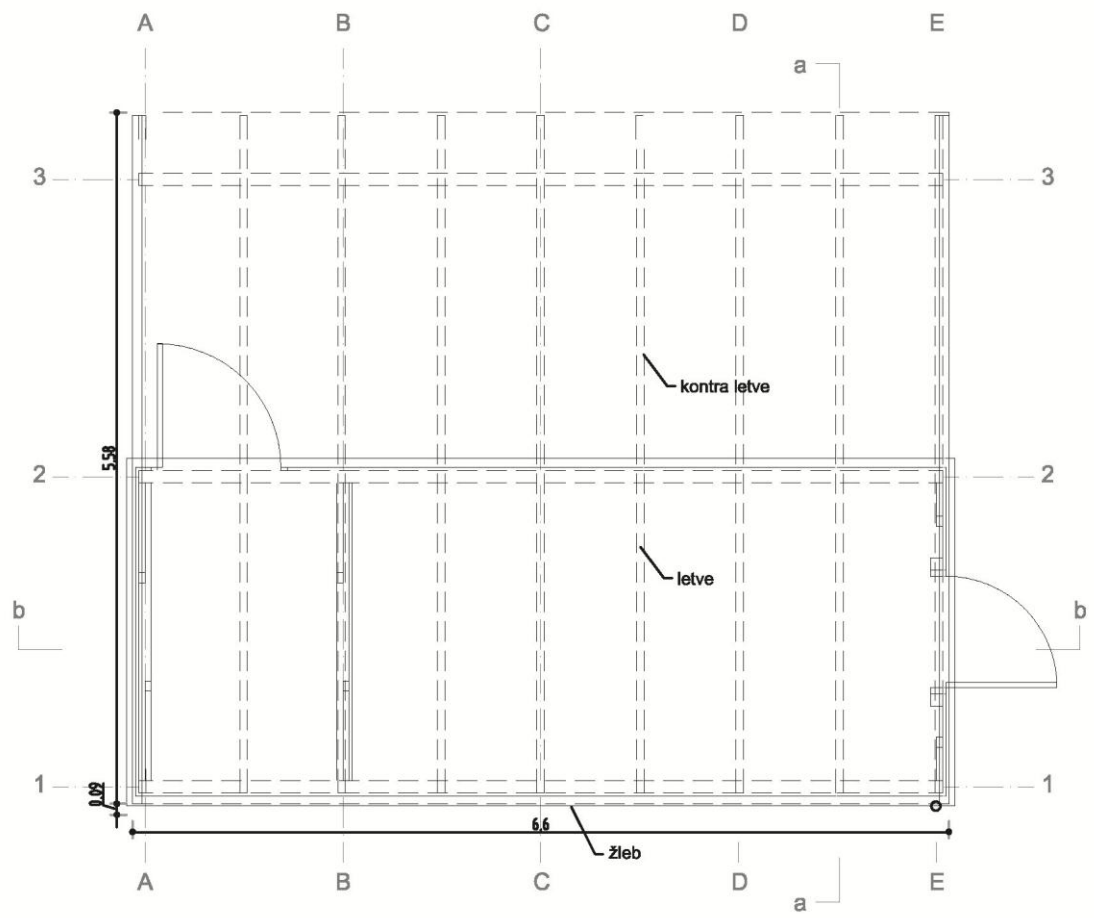 A B C D E
a
3 3
kontra letve
5.58
2 2
letve
b b
1 1
0.09
6.6
žleb
A B C D E
a